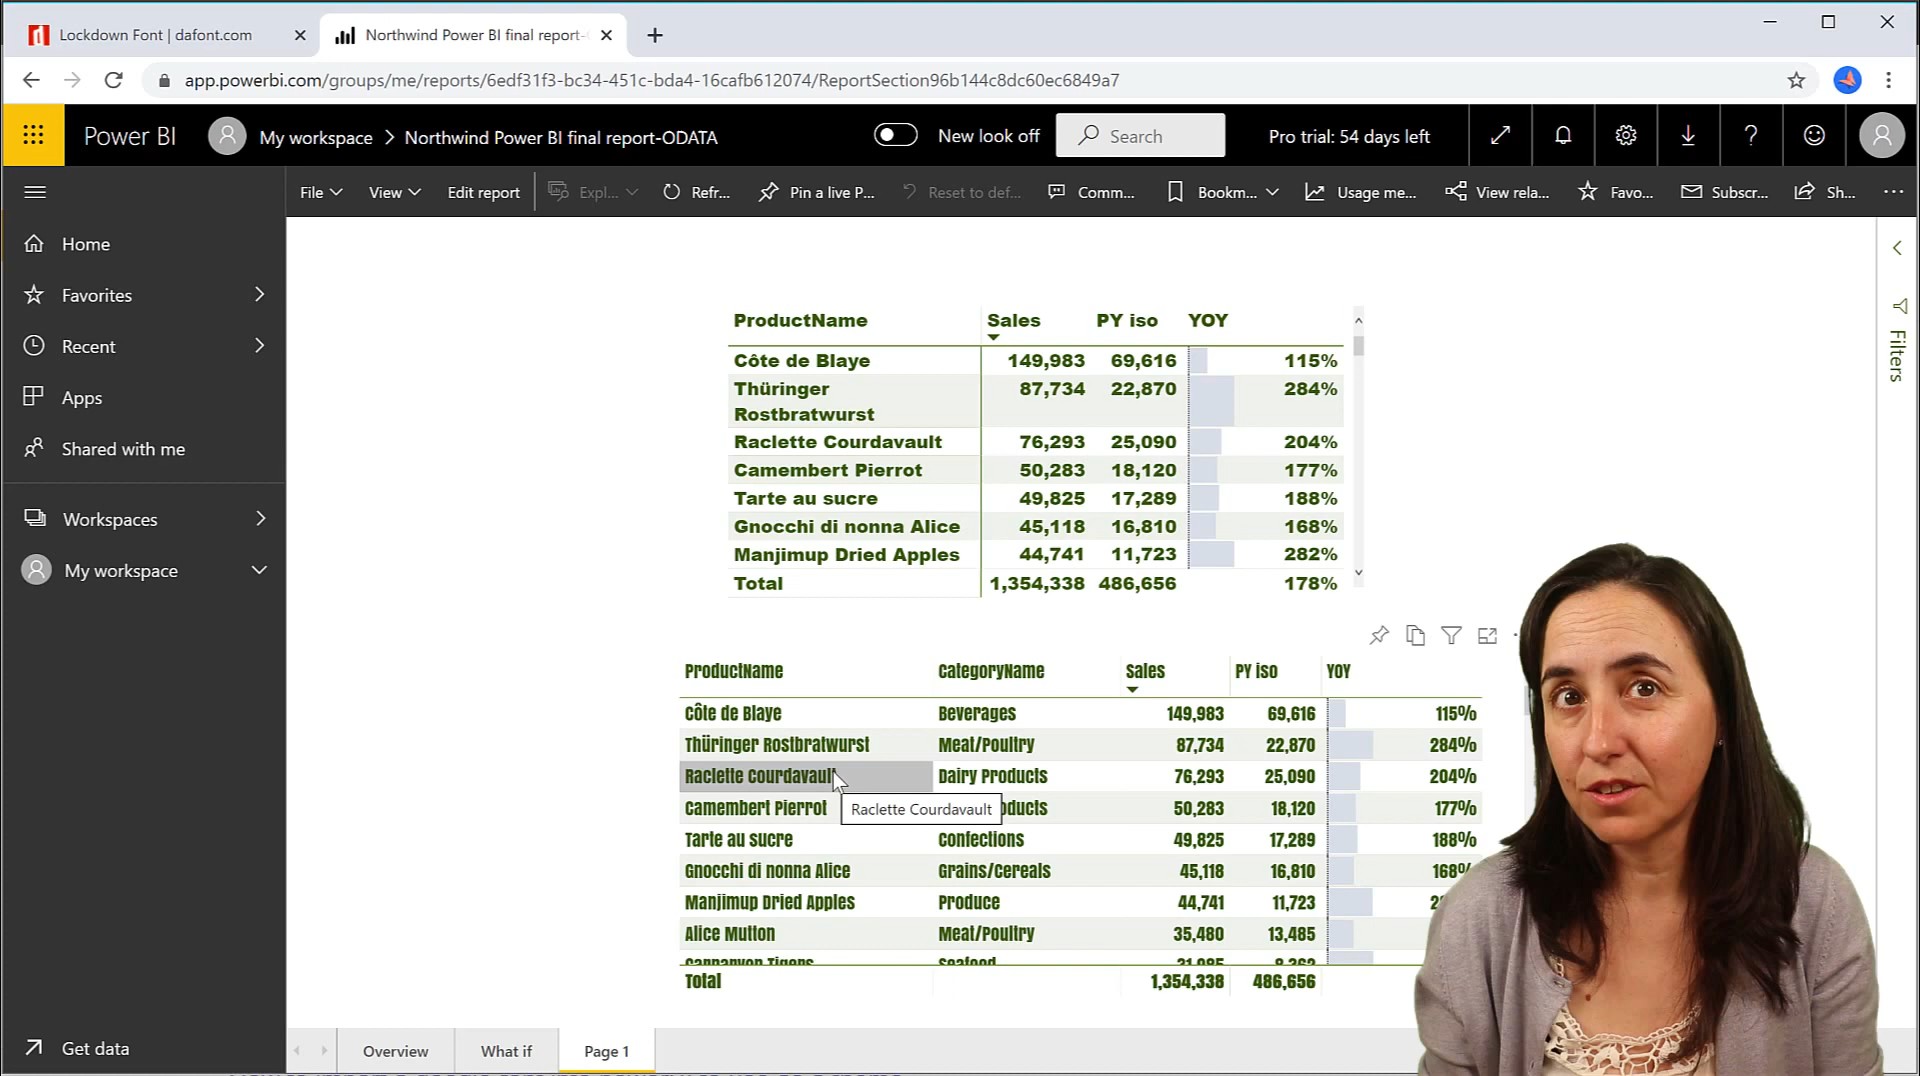 Lockdown Font | dafont.com
Northwind Power BI final report-
app.powerbi.com/groups/me/reports/6edf31f3-bc34-451c-bda4-16cafb612074/ReportSection96b144c8dc60ec6849a7
Power BI My workspace > Northwind Power BI final report-ODATA New look off Search Pro trial: 54 days left
File View Edit report Expl... Refr... Pin a live P... Reset to def... Comm... Bookm... Usage me... View rela... Favo... Subscr... Sh...
Home
Favorites
Recent
Apps
Shared with me
Workspaces
My workspace
Get data
ProductName Sales PY iso YOY
Côte de Blaye 149,983 69,616 115%
Thüringer 87,734 22,870 284%
Rostbratwurst
Raclette Courdavault 76,293 25,090 204%
Camembert Pierrot 50,283 18,120 177%
Tarte au sucre 49,825 17,289 188%
Gnocchi di nonna Alice 45,118 16,810 168%
Manjimup Dried Apples 44,741 11,723 282%
Total 1,354,338 486,656 178%
Filters
ProductName CategoryName Sales PY iso YOY
Côte de Blaye Beverages 149,983 69,616 115%
Thüringer Rostbratwurst Meat/Poultry 87,734 22,870 284%
Raclette Courdavault Dairy Products 76,293 25,090 204%
Camembert Pierrot oducts 50,283 18,120 177%
Raclette Courdavault
Tarte au sucre Confections 49,825 17,289 188%
Gnocchi di nonna Alice Grains/Cereals 45,118 16,810 168%
Manjimup Dried Apples Produce 44,741 11,723
Alice Mutton Meat/Poultry 35,480 13,485
Carnarvon Tigers Seafood
Total 1,354,338 486,656
Overview What if Page 1